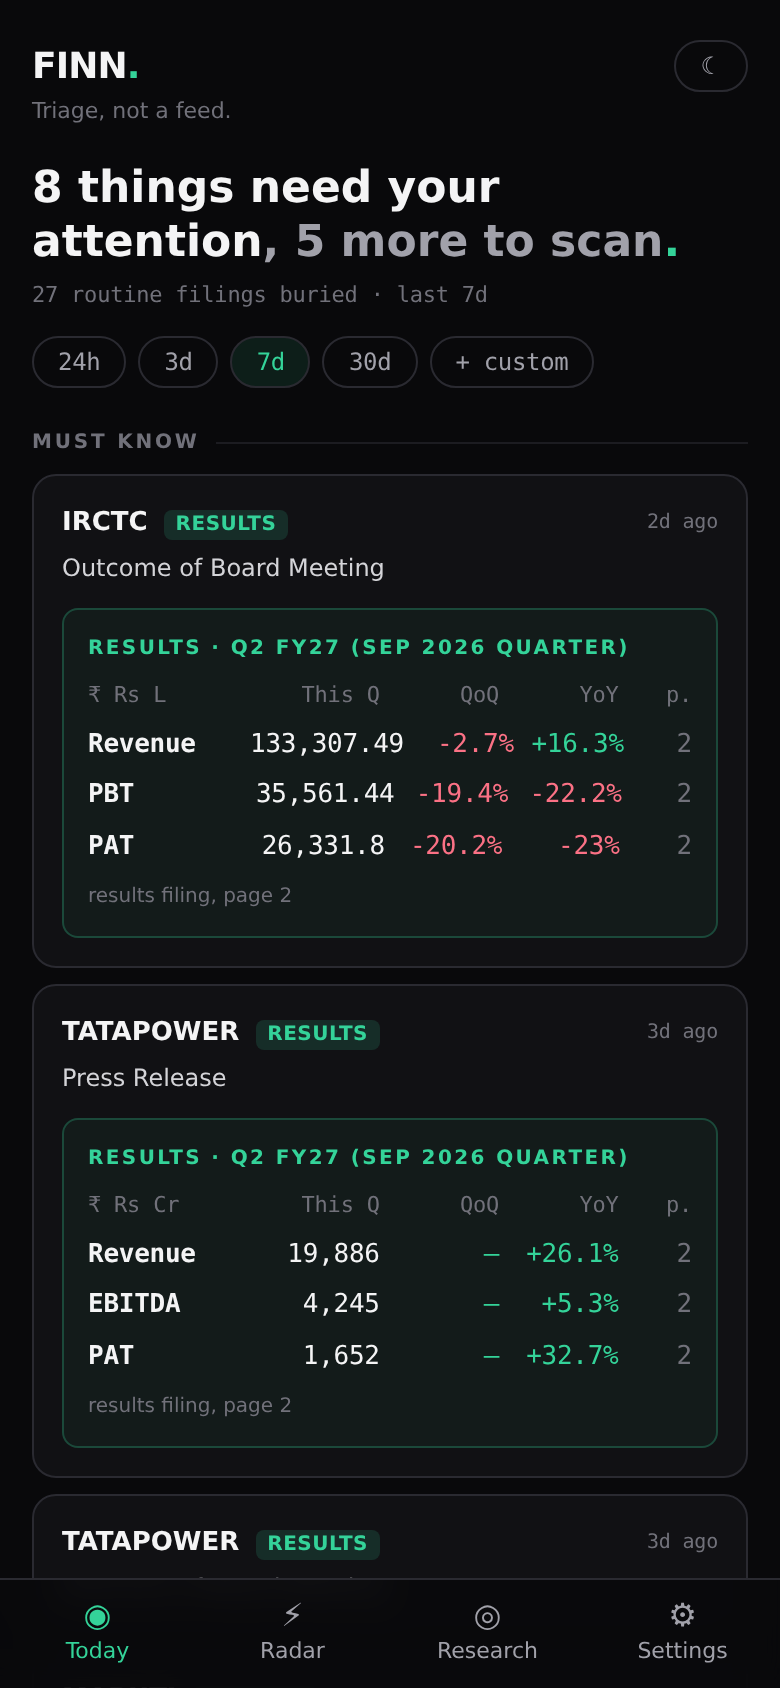 FINN.
☾
Triage, not a feed.
8 things need your
attention, 5 more to scan.
27 routine filings buried · last 7d
24h 3d 7d 30d + custom
MUST KNOW
IRCTC RESULTS 2d ago
Outcome of Board Meeting
RESULTS · Q2 FY27 (SEP 2026 QUARTER)
₹ Rs L This Q QoQ YoY p.
Revenue 133,307.49 -2.7% +16.3% 2
PBT 35,561.44 -19.4% -22.2% 2
PAT 26,331.8 -20.2% -23% 2
results filing, page 2
TATAPOWER RESULTS 3d ago
Press Release
RESULTS · Q2 FY27 (SEP 2026 QUARTER)
₹ Rs Cr This Q QoQ YoY p.
Revenue 19,886 — +26.1% 2
EBITDA 4,245 — +5.3% 2
PAT 1,652 — +32.7% 2
results filing, page 2
TATAPOWER RESULTS 3d ago
Today Radar Research Settings